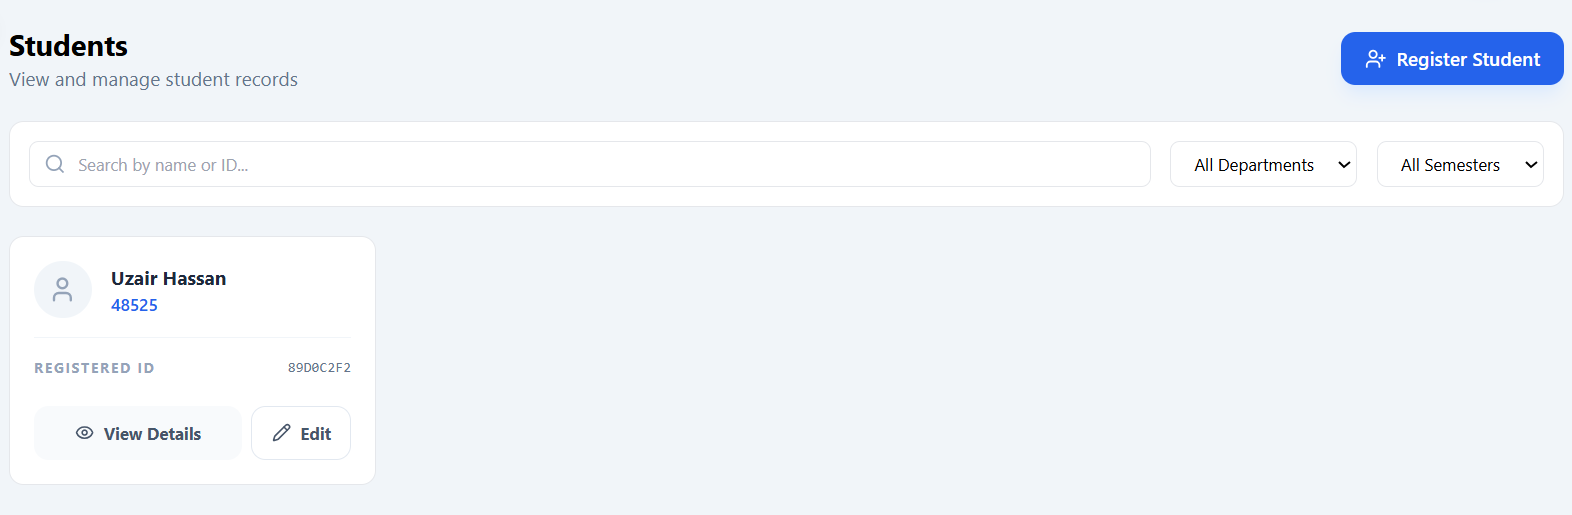 Students
View and manage student records
Register Student
Search by name or ID...
All Departments
All Semesters
Uzair Hassan
48525
REGISTERED ID
89D0C2F2
View Details
Edit